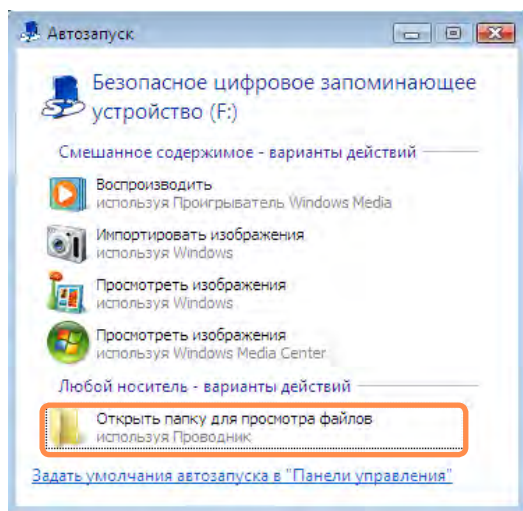 Автозапуск
Безопасное цифровое запоминающее
устройство (F:)
Смешанное содержимое - варианты действий
Воспроизводить
используя Проигрыватель Windows Media
Импортировать изображения
используя Windows
Просмотреть изображения
используя Windows
Просмотреть изображения
используя Windows Media Center
Любой носитель - варианты действий
Открыть папку для просмотра файлов
используя Проводник
Задать умолчания автозапуска в "Панели управления"